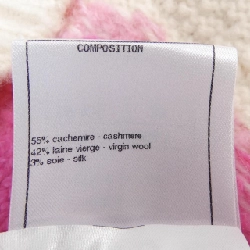 COMPOSITION
55% cachemire - cashmere
42% laine vierge - virgin wool
3% soie - silk